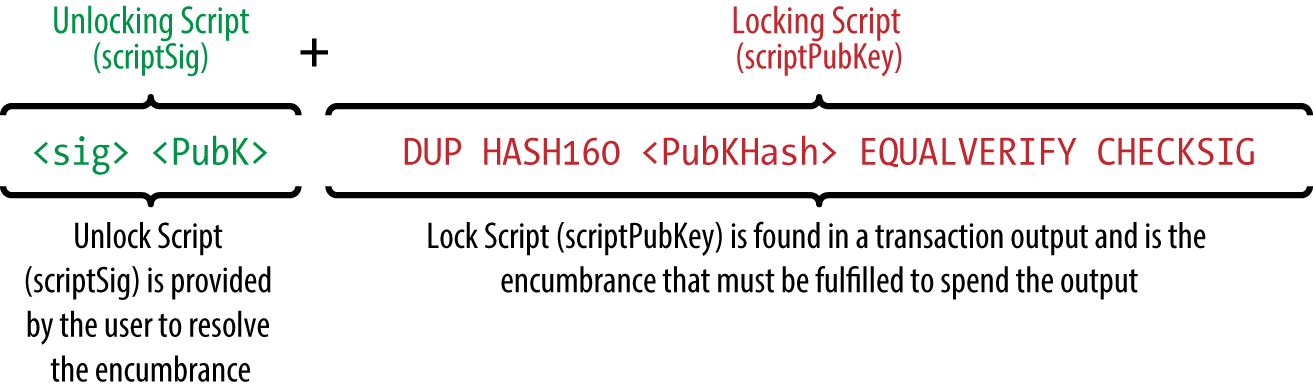 Unlocking Script
(scriptSig)
+
Locking Script
(scriptPubKey)
<sig> <PubK>
DUP HASH160 <PubKHash> EQUALVERIFY CHECKSIG
Unlock Script
(scriptSig) is provided
by the user to resolve
the encumbrance
Lock Script (scriptPubKey) is found in a transaction output and is the
encumbrance that must be fulfilled to spend the output